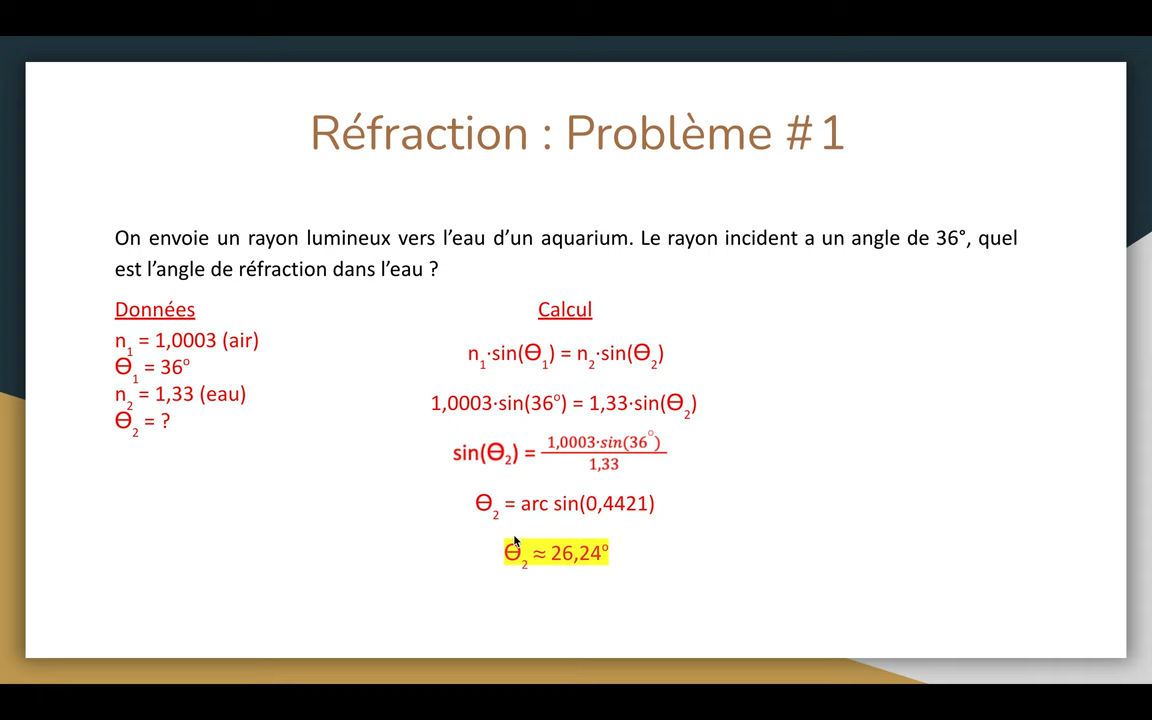 Réfraction : Problème #1
On envoie un rayon lumineux vers l’eau d’un aquarium. Le rayon incident a un angle de 36°, quel
est l’angle de réfraction dans l’eau ?
Données
n₁ = 1,0003 (air)
ϴ₁ = 36º
n₂ = 1,33 (eau)
ϴ₂ = ?
Calcul
n₁·sin(ϴ₁) = n₂·sin(ϴ₂)
1,0003·sin(36º) = 1,33·sin(ϴ₂)
sin(ϴ₂) = 1,0003·sin(36°) / 1,33
ϴ₂ = arc sin(0,4421)
ϴ₂ ≈ 26,24º